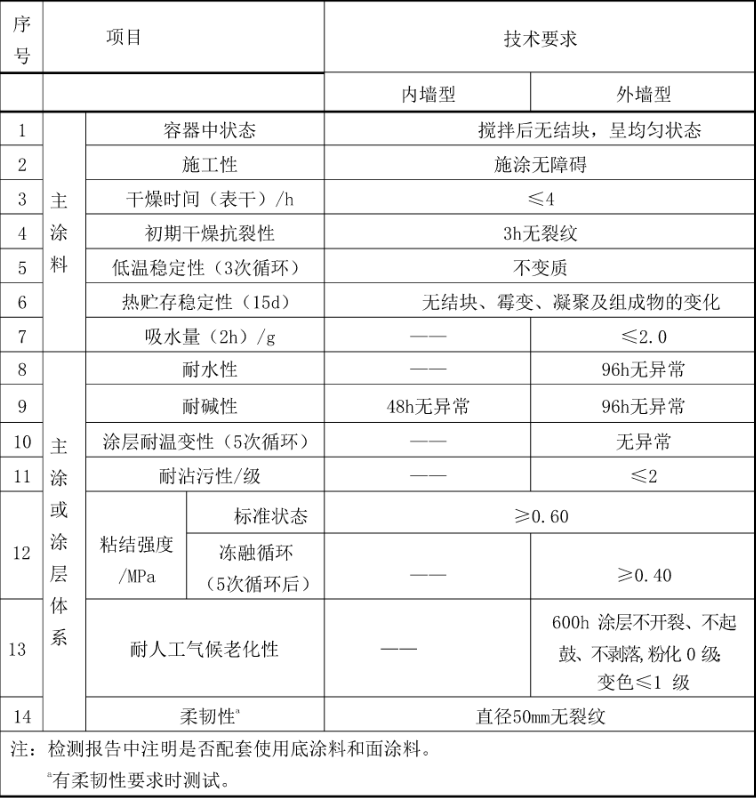 序号 项目 技术要求
内墙型 外墙型
1 主涂料 容器中状态 搅拌后无结块，呈均匀状态
2 施工性 施涂无障碍
3 干燥时间（表干）/h ≤4
4 初期干燥抗裂性 3h无裂纹
5 低温稳定性（3次循环） 不变质
6 热贮存稳定性（15d） 无结块、霉变、凝聚及组成物的变化
7 吸水量（2h）/g —— ≤2.0
8 主涂或涂层体系 耐水性 —— 96h无异常
9 耐碱性 48h无异常 96h无异常
10 涂层耐温变性（5次循环） —— 无异常
11 耐沾污性/级 —— ≤2
12 粘结强度/MPa 标准状态 ≥0.60
冻融循环
（5次循环后） —— ≥0.40
13 耐人工气候老化性 —— 600h 涂层不开裂、不起
鼓、不剥落,粉化 0 级;
变色≤1 级
14 柔韧性ᵃ 直径50mm无裂纹
注：检测报告中注明是否配套使用底涂料和面涂料。
ᵃ有柔韧性要求时测试。